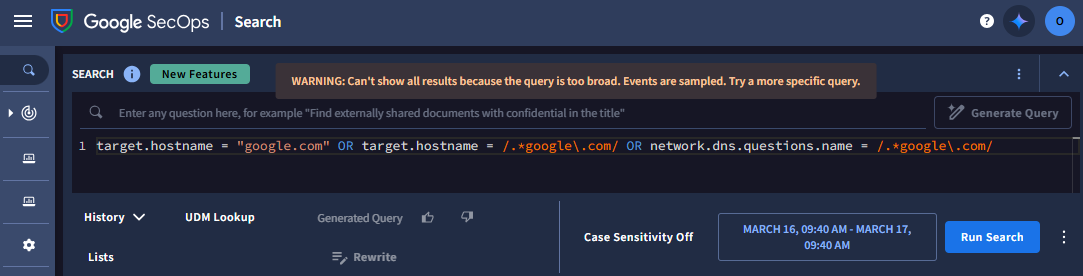 Google SecOps Search ? O
SEARCH i New Features
WARNING: Can't show all results because the query is too broad. Events are sampled. Try a more specific query.
Enter any question here, for example "Find externally shared documents with confidential in the title" Generate Query
1 target.hostname = "google.com" OR target.hostname = /.*google\.com/ OR network.dns.questions.name = /.*google\.com/
History UDM Lookup Generated Query
Case Sensitivity Off
MARCH 16, 09:40 AM - MARCH 17,
09:40 AM
Run Search
Lists Rewrite